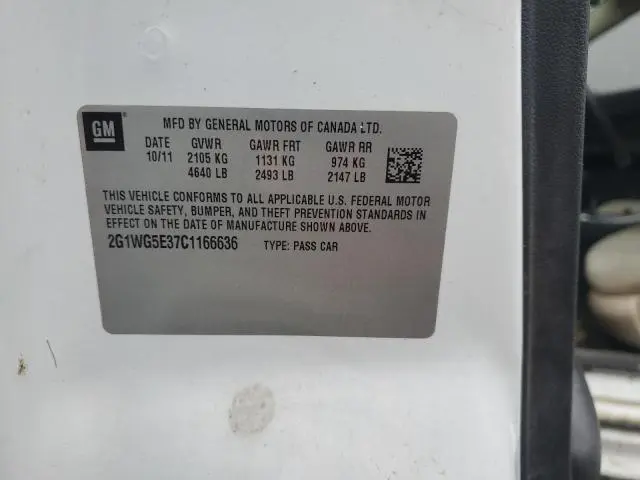 GM
MFD BY GENERAL MOTORS OF CANADA LTD.
DATE GVWR GAWR FRT GAWR RR
10/11 2105 KG 1131 KG 974 KG
4640 LB 2493 LB 2147 LB
THIS VEHICLE CONFORMS TO ALL APPLICABLE U.S. FEDERAL MOTOR
VEHICLE SAFETY, BUMPER, AND THEFT PREVENTION STANDARDS IN
EFFECT ON THE DATE OF MANUFACTURE SHOWN ABOVE.
2G1WG5E37C1166636 TYPE: PASS CAR